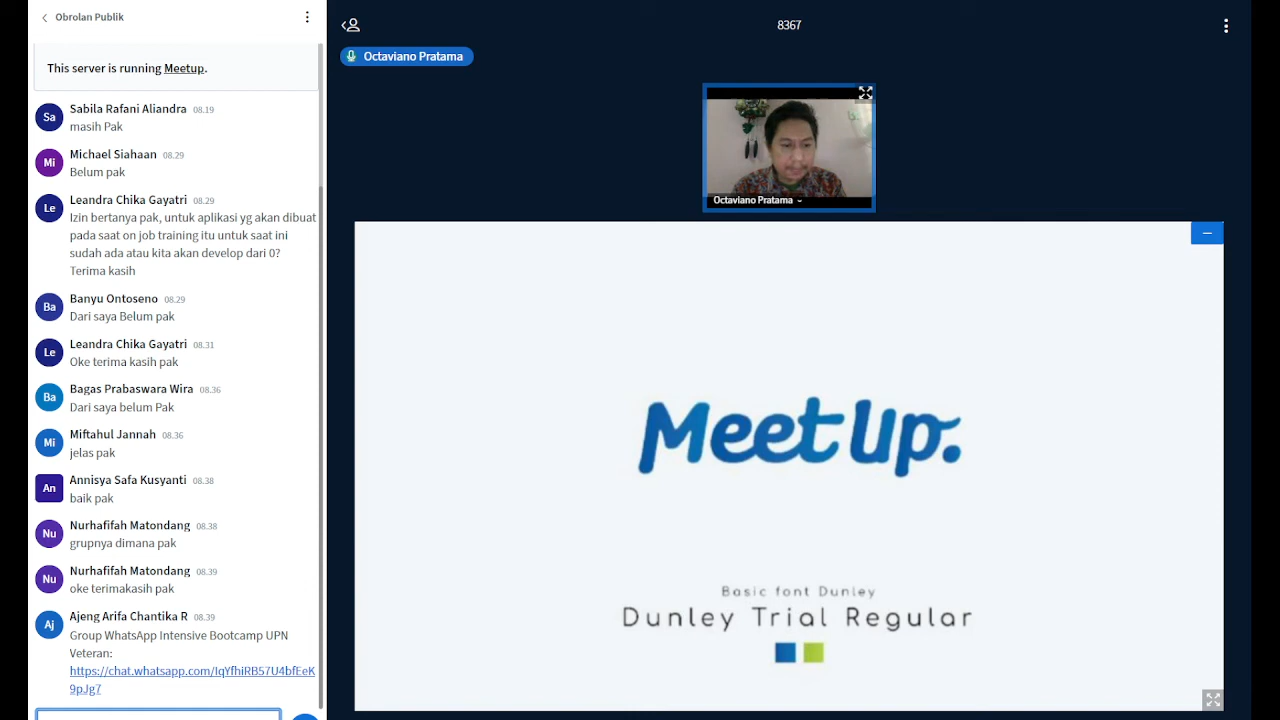 Obrolan Publik
This server is running Meetup.
Sa
Sabila Rafani Aliandra 08.19
masih Pak
Mi
Michael Siahaan 08.29
Belum pak
Le
Leandra Chika Gayatri 08.29
Izin bertanya pak, untuk aplikasi yg akan dibuat
pada saat on job training itu untuk saat ini
sudah ada atau kita akan develop dari 0?
Terima kasih
Ba
Banyu Ontoseno 08.29
Dari saya Belum pak
Le
Leandra Chika Gayatri 08.31
Oke terima kasih pak
Ba
Bagas Prabaswara Wira 08.36
Dari saya belum Pak
Mi
Miftahul Jannah 08.36
jelas pak
An
Annisya Safa Kusyanti 08.38
baik pak
Nu
Nurhafifah Matondang 08.38
grupnya dimana pak
Nu
Nurhafifah Matondang 08.39
oke terimakasih pak
Aj
Ajeng Arifa Chantika R 08.39
Group WhatsApp Intensive Bootcamp UPN
Veteran:
https://chat.whatsapp.com/IqYfhiRB57U4bfEeK
9pJg7
8367
Octaviano Pratama
Octaviano Pratama
MeetUp.
Basic font Dunley
Dunley Trial Regular